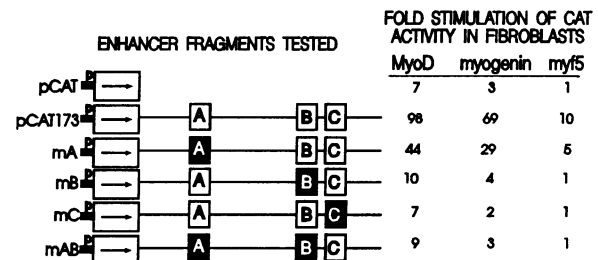 FOLD STIMULATION OF CAT
ACTIVITY IN FIBROBLASTS
ENHANCER FRAGMENTS TESTED
MyoD myogenin myf5
pCAT P 7 3 1
pCAT173 P A B C 98 69 10
mA P A B C 44 29 5
mB P A B C 10 4 1
mC P A B C 7 2 1
mAB P A B C 9 3 1